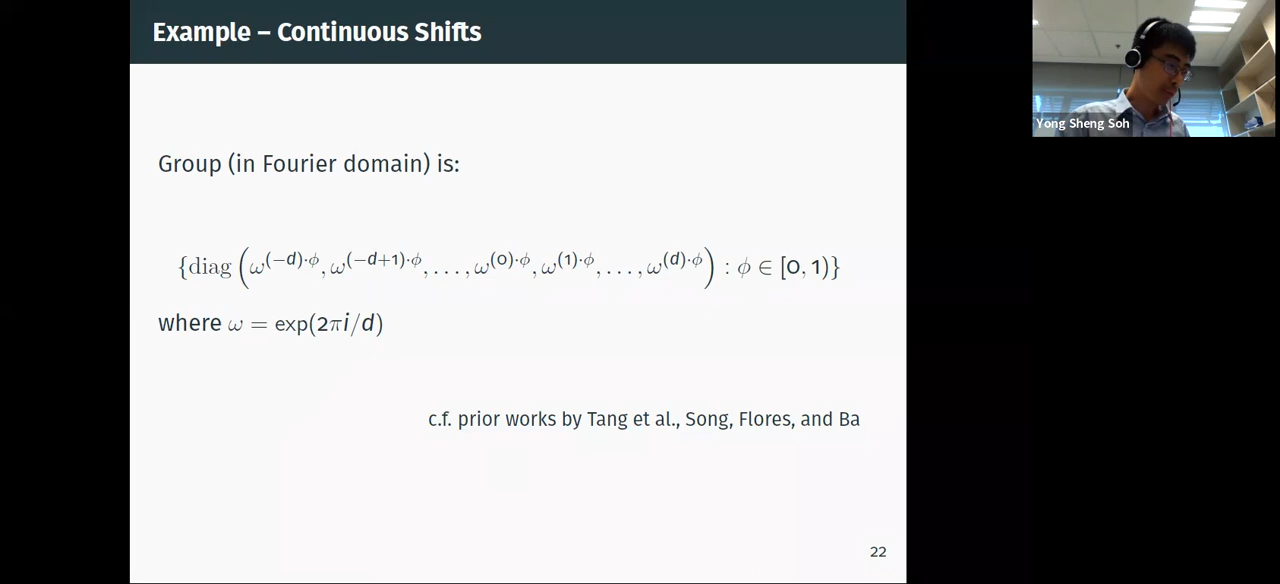 Example – Continuous Shifts
Yong Sheng Soh
Group (in Fourier domain) is:
{diag (ω^(−d)·ϕ, ω^(−d+1)·ϕ, . . . , ω^(0)·ϕ, ω^(1)·ϕ, . . . , ω^(d)·ϕ) : ϕ ∈ [0, 1)}
where ω = exp(2πi/d)
c.f. prior works by Tang et al., Song, Flores, and Ba
22